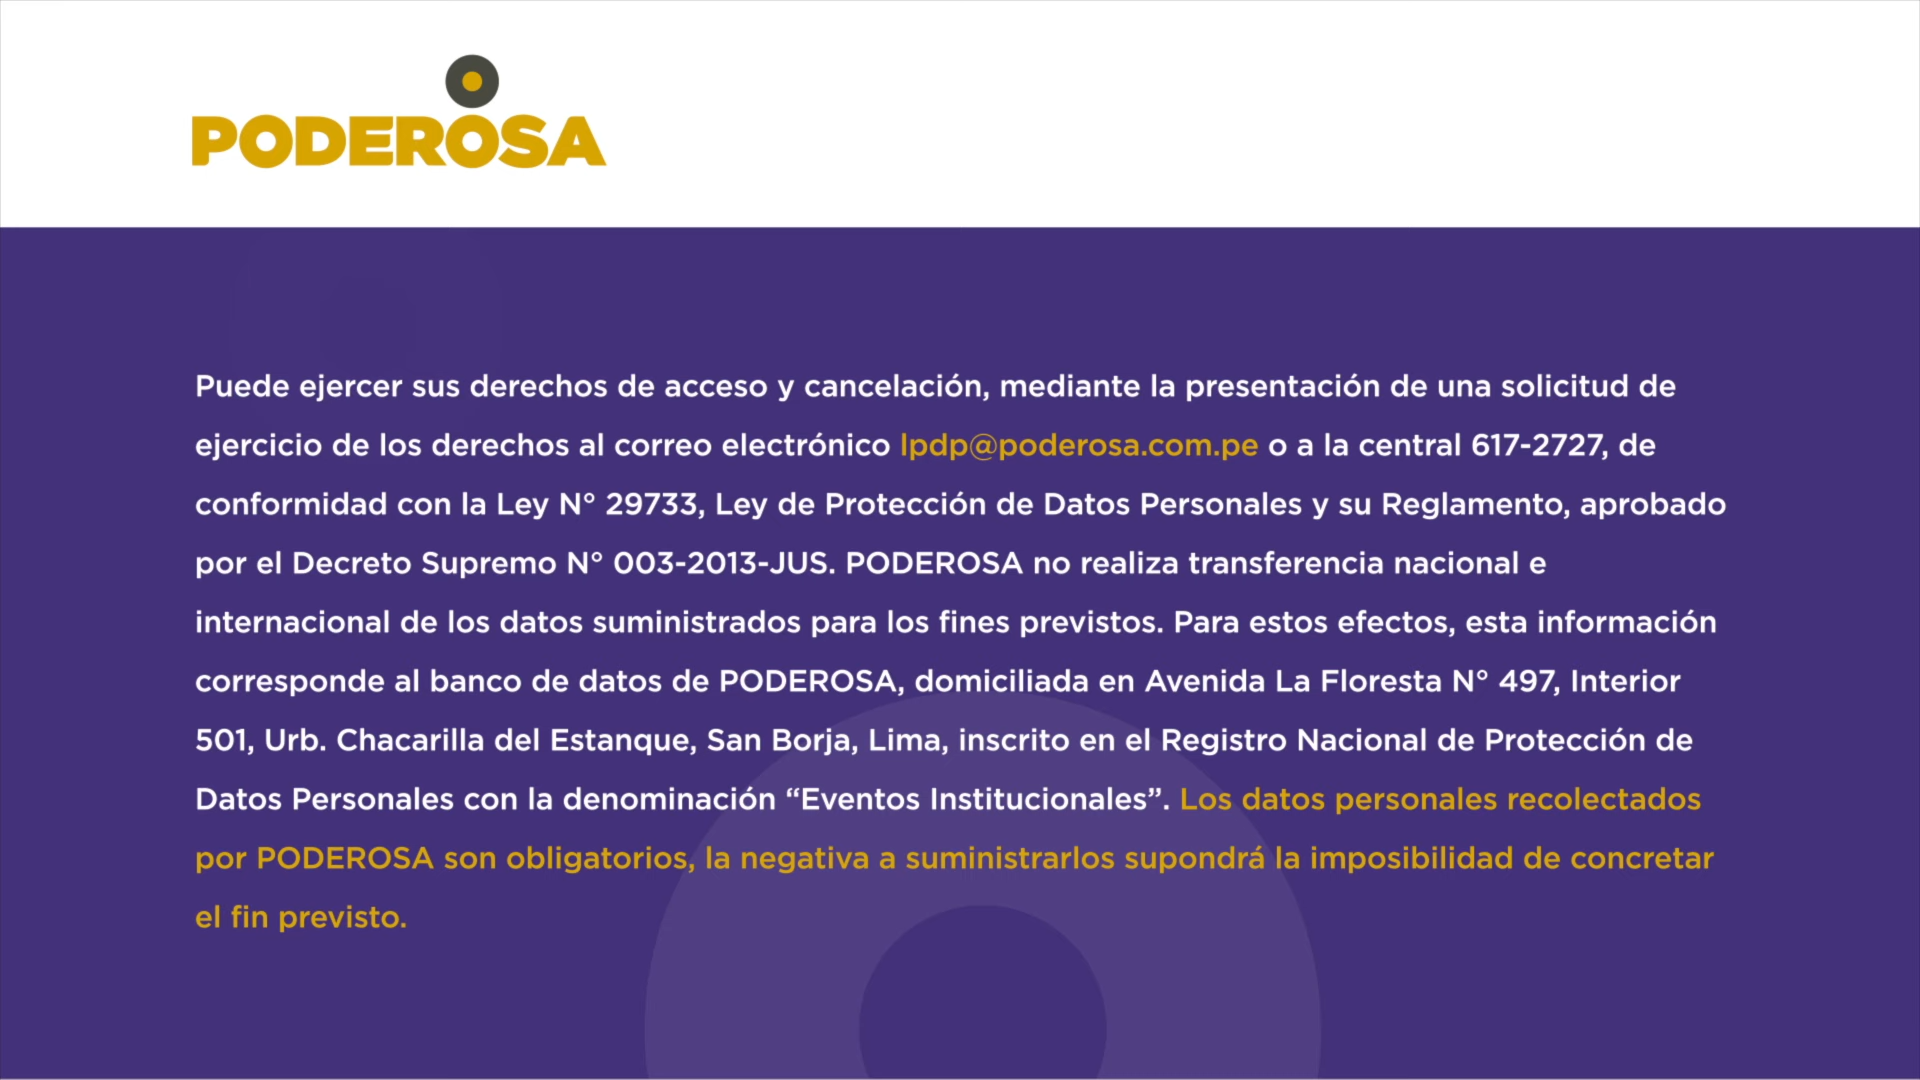 PODEROSA
Puede ejercer sus derechos de acceso y cancelación, mediante la presentación de una solicitud de
ejercicio de los derechos al correo electrónico lpdp@poderosa.com.pe o a la central 617-2727, de
conformidad con la Ley N° 29733, Ley de Protección de Datos Personales y su Reglamento, aprobado
por el Decreto Supremo N° 003-2013-JUS. PODEROSA no realiza transferencia nacional e
internacional de los datos suministrados para los fines previstos. Para estos efectos, esta información
corresponde al banco de datos de PODEROSA, domiciliada en Avenida La Floresta N° 497, Interior
501, Urb. Chacarilla del Estanque, San Borja, Lima, inscrito en el Registro Nacional de Protección de
Datos Personales con la denominación “Eventos Institucionales”. Los datos personales recolectados
por PODEROSA son obligatorios, la negativa a suministrarlos supondrá la imposibilidad de concretar
el fin previsto.